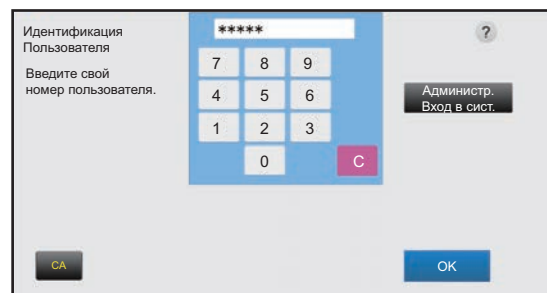 Идентификация
Пользователя
Введите свой
номер пользователя.
*****
7 8 9
4 5 6
1 2 3
0 C
?
Администр.
Вход в сист.
CA
OK